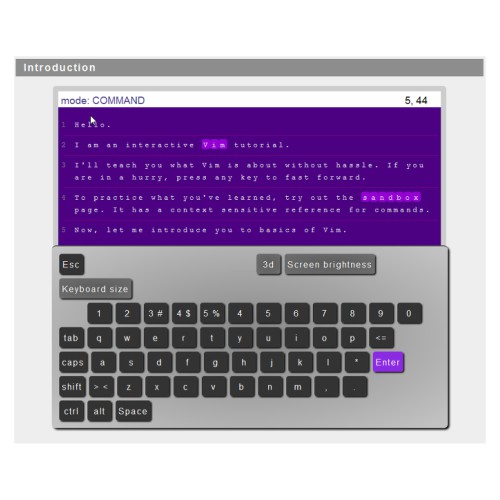 Introduction
mode: COMMAND 5, 44
1 Hello.
2 I am an interactive Vim tutorial.
3 I'll teach you what Vim is about without hassle. If you
are in a hurry, press any key to fast forward.
4 To practice what you've learned, try out the sandbox
page. It has a context sensitive reference for commands.
5 Now, let me introduce you to basics of Vim.
Esc 3d Screen brightness
Keyboard size
1 2 3 # 4 $ 5 % 4 5 6 7 8 9 0
tab q w e r t y u i o p <=
caps a s d f g h j k l * Enter
shift > < z x c v b n m , .
ctrl alt Space